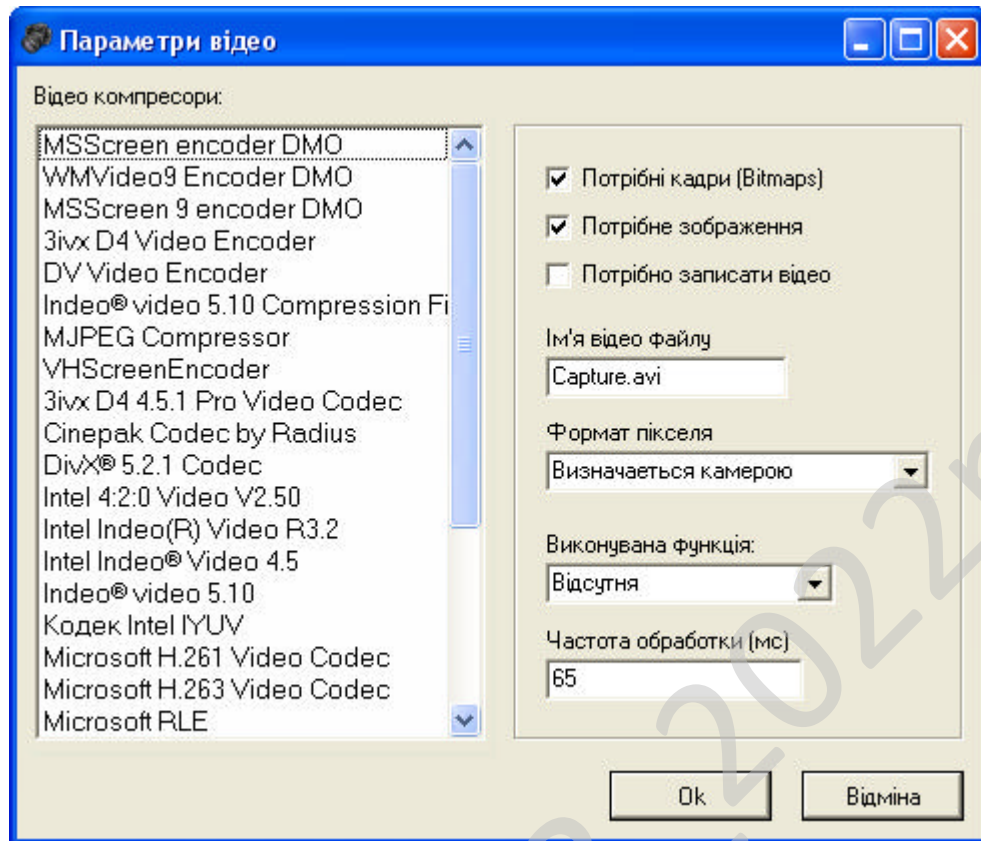 Параметри відео
Відео компресори:
MSScreen encoder DMO
WMVideo9 Encoder DMO
MSScreen 9 encoder DMO
3ivx D4 Video Encoder
DV Video Encoder
Indeo® video 5.10 Compression Fi
MJPEG Compressor
VHScreenEncoder
3ivx D4 4.5.1 Pro Video Codec
Cinepak Codec by Radius
DivX® 5.2.1 Codec
Intel 4:2:0 Video V2.50
Intel Indeo(R) Video R3.2
Intel Indeo® Video 4.5
Indeo® video 5.10
Кодек Intel IYUV
Microsoft H.261 Video Codec
Microsoft H.263 Video Codec
Microsoft RLE
Потрібні кадри (Bitmaps)
Потрібне зображення
Потрібно записати відео
Ім'я відео файлу
Capture.avi
Формат пікселя
Визначаеться камерою
Виконувана функція:
Відсутня
Частота обработки (мс)
65
Ok
Відміна